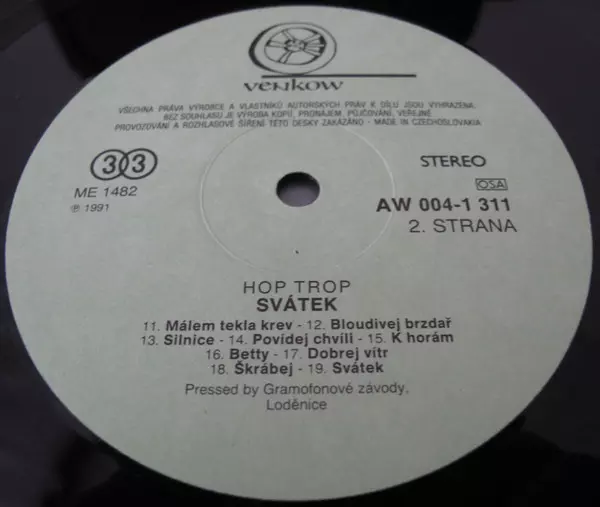 venkow
VŠECHNA PRÁVA VÝROBCE A VLASTNÍKŮ AUTORSKÝCH PRÁV K DÍLU JSOU VYHRAZENA.
BEZ SOUHLASU JE VÝROBA KOPIÍ, PRONÁJEM, PŮJČOVÁNÍ, VEŘEJNÉ
PROVOZOVÁNÍ A ROZHLASOVÉ ŠÍŘENÍ TÉTO DESKY ZAKÁZÁNO - MADE IN CZECHOSLOVAKIA
33
STEREO
ME 1482
OSA
℗ 1991
AW 004-1 311
2. STRANA
HOP TROP
SVÁTEK
11. Málem tekla krev - 12. Bloudivej brzdař
13. Silnice - 14. Povídej chvíli - 15. K horám
16. Betty - 17. Dobrej vítr
18. Škrábej - 19. Svátek
Pressed by Gramofonové závody,
Loděnice